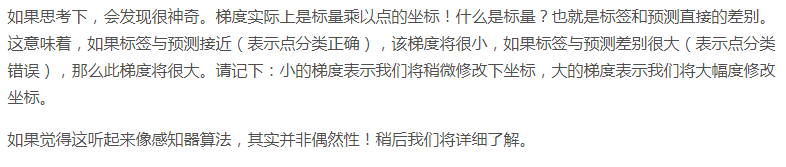 如果思考下，会发现很神奇。梯度实际上是标量乘以点的坐标！什么是标量？也就是标签和预测直接的差别。
这意味着，如果标签与预测接近（表示点分类正确），该梯度将很小，如果标签与预测差别很大（表示点分类
错误），那么此梯度将很大。请记下：小的梯度表示我们将稍微修改下坐标，大的梯度表示我们将大幅度修改
坐标。
如果觉得这听起来像感知器算法，其实并非偶然性！稍后我们将详细了解。